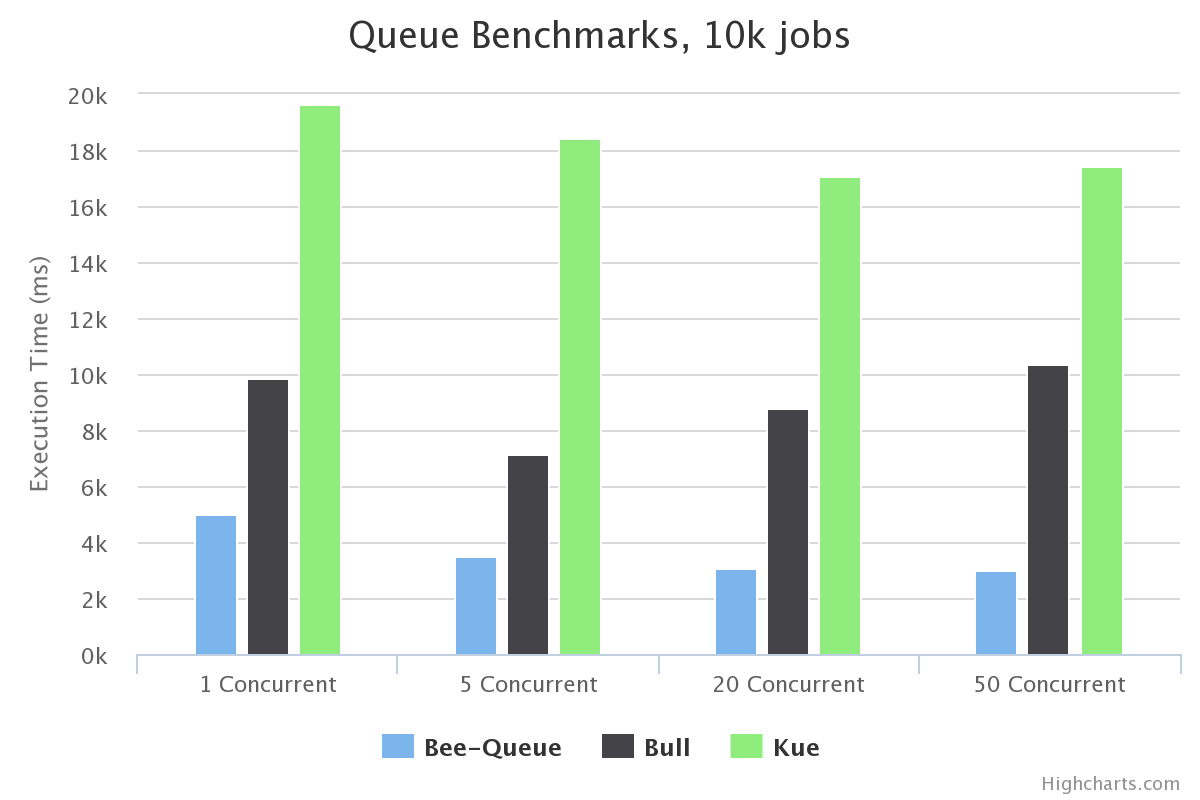 Queue Benchmarks, 10k jobs
Execution Time (ms)
20k
18k
16k
14k
12k
10k
8k
6k
4k
2k
0k
1 Concurrent
5 Concurrent
20 Concurrent
50 Concurrent
Bee-Queue
Bull
Kue
Highcharts.com